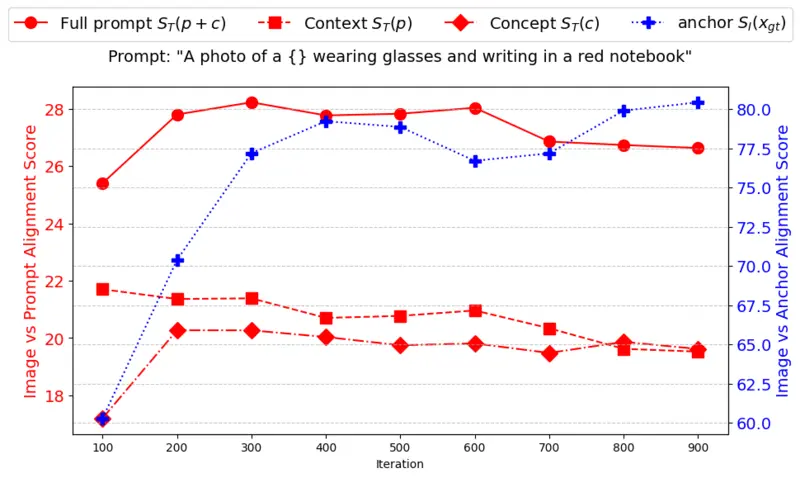 Full prompt S_T(p + c) Context S_T(p) Concept S_T(c) anchor S_I(x_gt)
Prompt: "A photo of a {} wearing glasses and writing in a red notebook"
Image vs Prompt Alignment Score
28
26
24
22
20
18
80.0
77.5
75.0
72.5
70.0
67.5
65.0
62.5
60.0
Image vs Anchor Alignment Score
100 200 300 400 500 600 700 800 900
Iteration